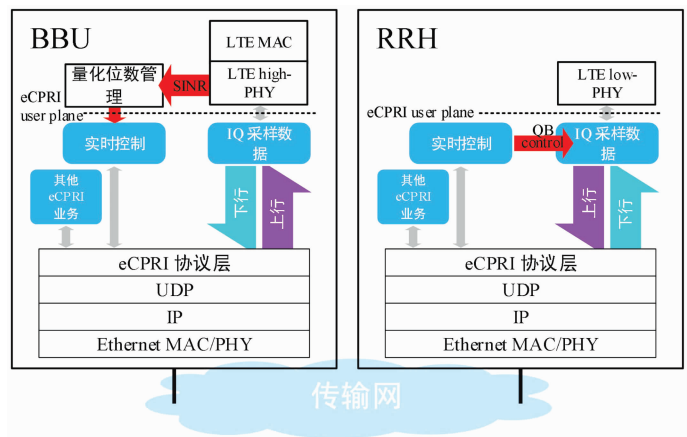 BBU
LTE MAC
LTE high-
PHY
量化位数管
理
SINR
eCPRI
user plane
实时控制
IQ 采样数
据
其他
eCPRI
业务
下行
上行
eCPRI 协议层
UDP
IP
Ethernet MAC/PHY
RRH
LTE low-
PHY
eCPRI user plane
实时控制
QB
control
IQ 采样数
据
其他
eCPRI
业务
上行
下行
eCPRI 协议层
UDP
IP
Ethernet MAC/PHY
传输网